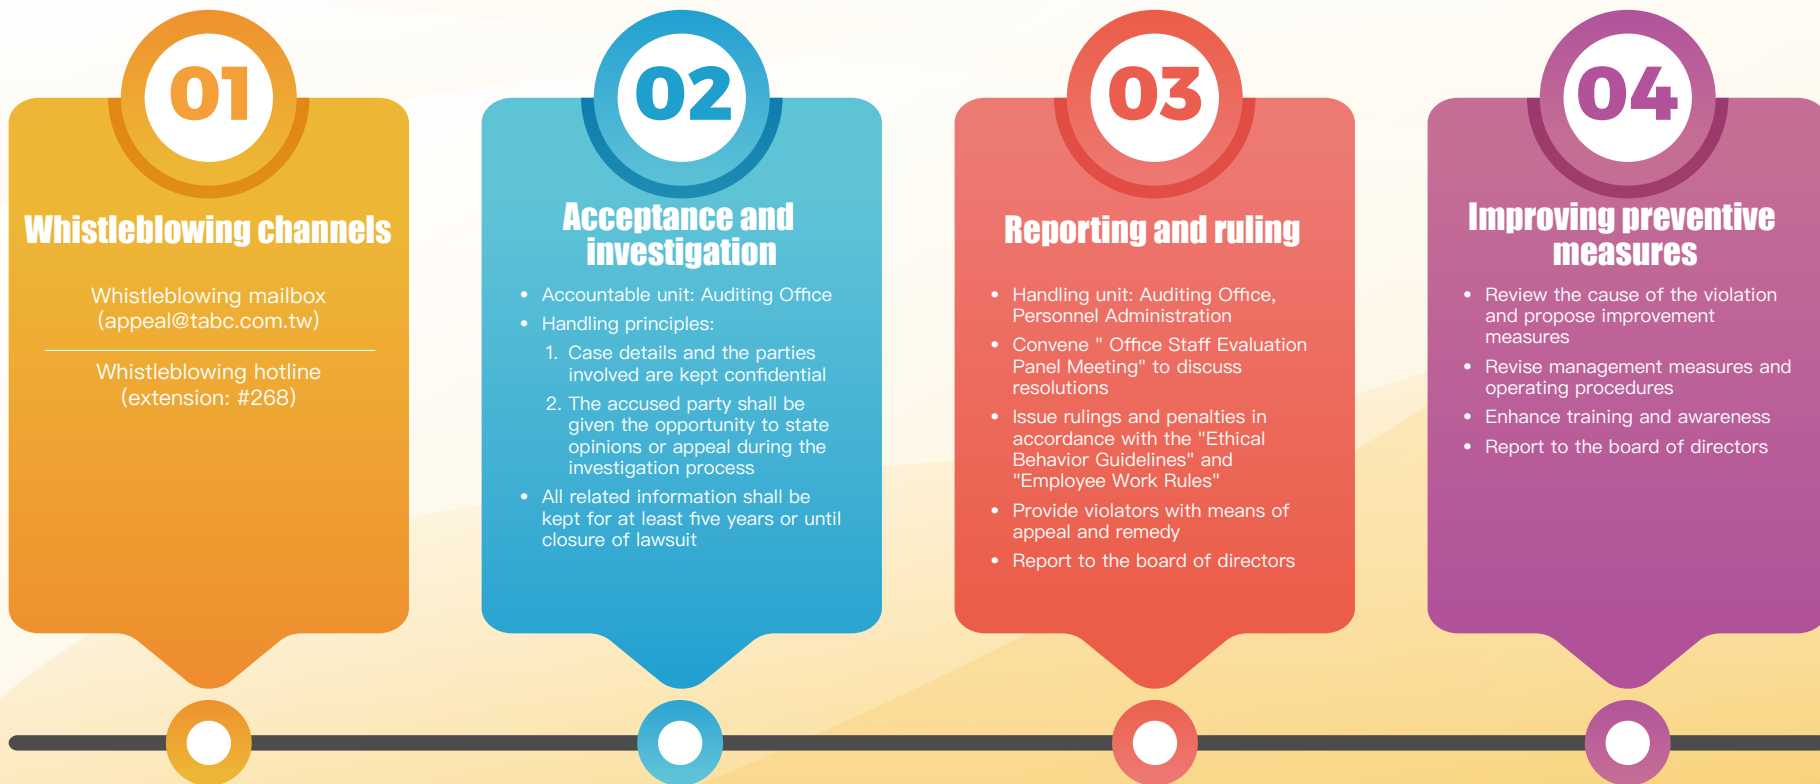 01
Whistleblowing channels
Whistleblowing mailbox
(appeal@tabc.com.tw)
Whistleblowing hotline
(extension: #268)
02
Acceptance and
investigation
• Accountable unit: Auditing Office
• Handling principles:
1. Case details and the parties
involved are kept confidential
2. The accused party shall be
given the opportunity to state
opinions or appeal during the
investigation process
• All related information shall be
kept for at least five years or until
closure of lawsuit
03
Reporting and ruling
• Handling unit: Auditing Office,
Personnel Administration
• Convene " Office Staff Evaluation
Panel Meeting" to discuss
resolutions
• Issue rulings and penalties in
accordance with the "Ethical
Behavior Guidelines" and
"Employee Work Rules"
• Provide violators with means of
appeal and remedy
• Report to the board of directors
04
Improving preventive
measures
• Review the cause of the violation
and propose improvement
measures
• Revise management measures and
operating procedures
• Enhance training and awareness
• Report to the board of directors